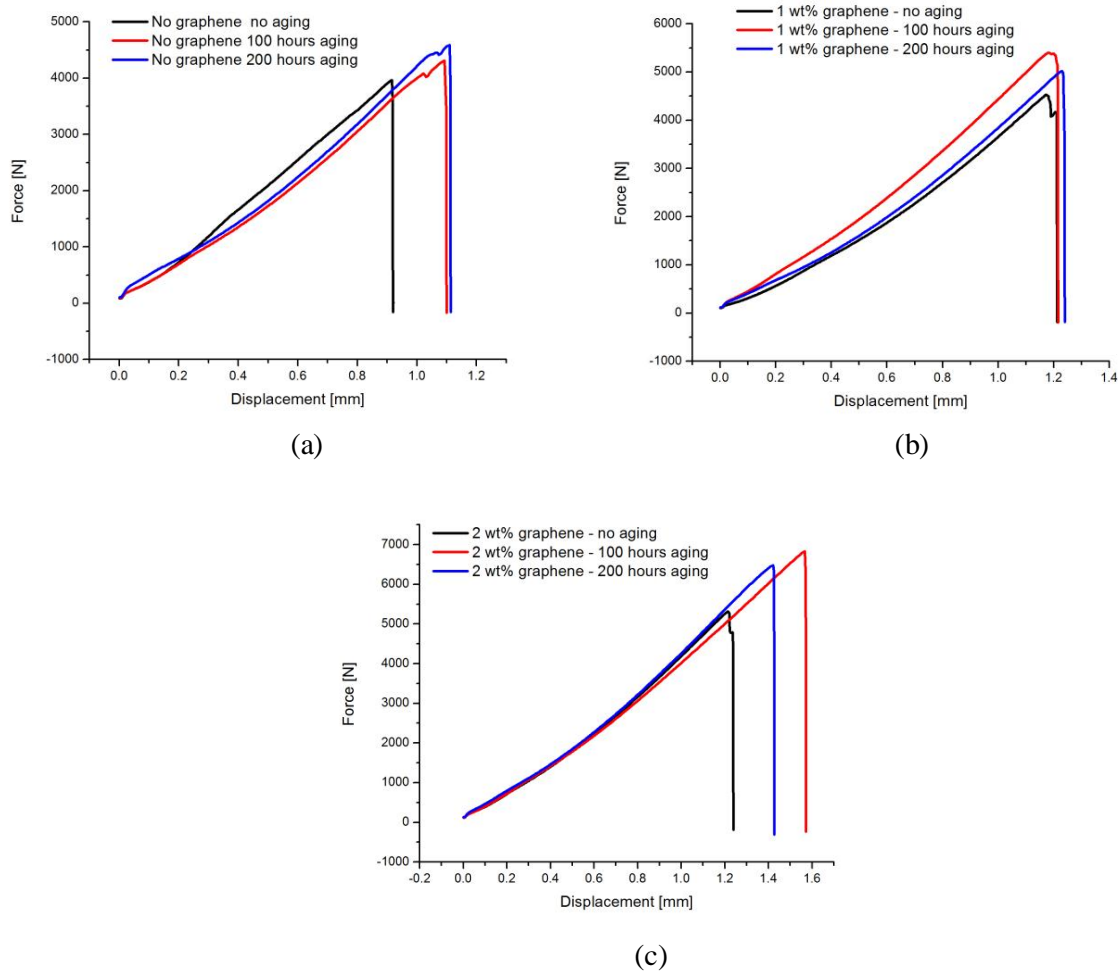 No graphene  no aging
No graphene 100 hours aging
No graphene 200 hours aging
5000
4000
3000
2000
1000
0
-1000
Force [N]
0.0 0.2 0.4 0.6 0.8 1.0 1.2
Displacement [mm]
(a)
1 wt% graphene - no aging
1 wt% graphene - 100 hours aging
1 wt% graphene - 200 hours aging
6000
5000
4000
3000
2000
1000
0
-1000
Force [N]
0.0 0.2 0.4 0.6 0.8 1.0 1.2 1.4
Displacement [mm]
(b)
2 wt% graphene - no aging
2 wt% graphene - 100 hours aging
2 wt% graphene - 200 hours aging
7000
6000
5000
4000
3000
2000
1000
0
-1000
Force [N]
-0.2 0.0 0.2 0.4 0.6 0.8 1.0 1.2 1.4 1.6
Displacement [mm]
(c)